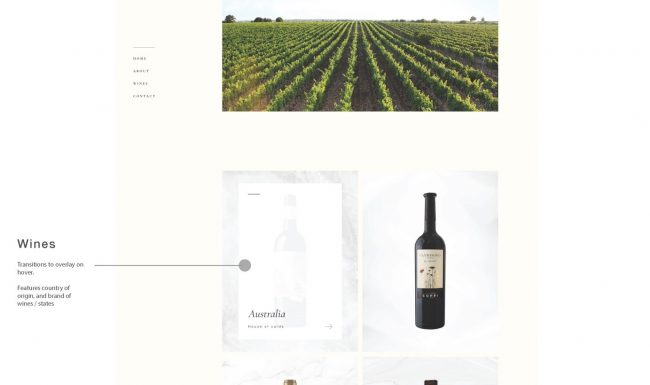 HOME
ABOUT
WINES
CONTACT
Wines
Transitions to overlay on
hover.
Features country of
origin, and brand of
wines / states
Australia
House of cards